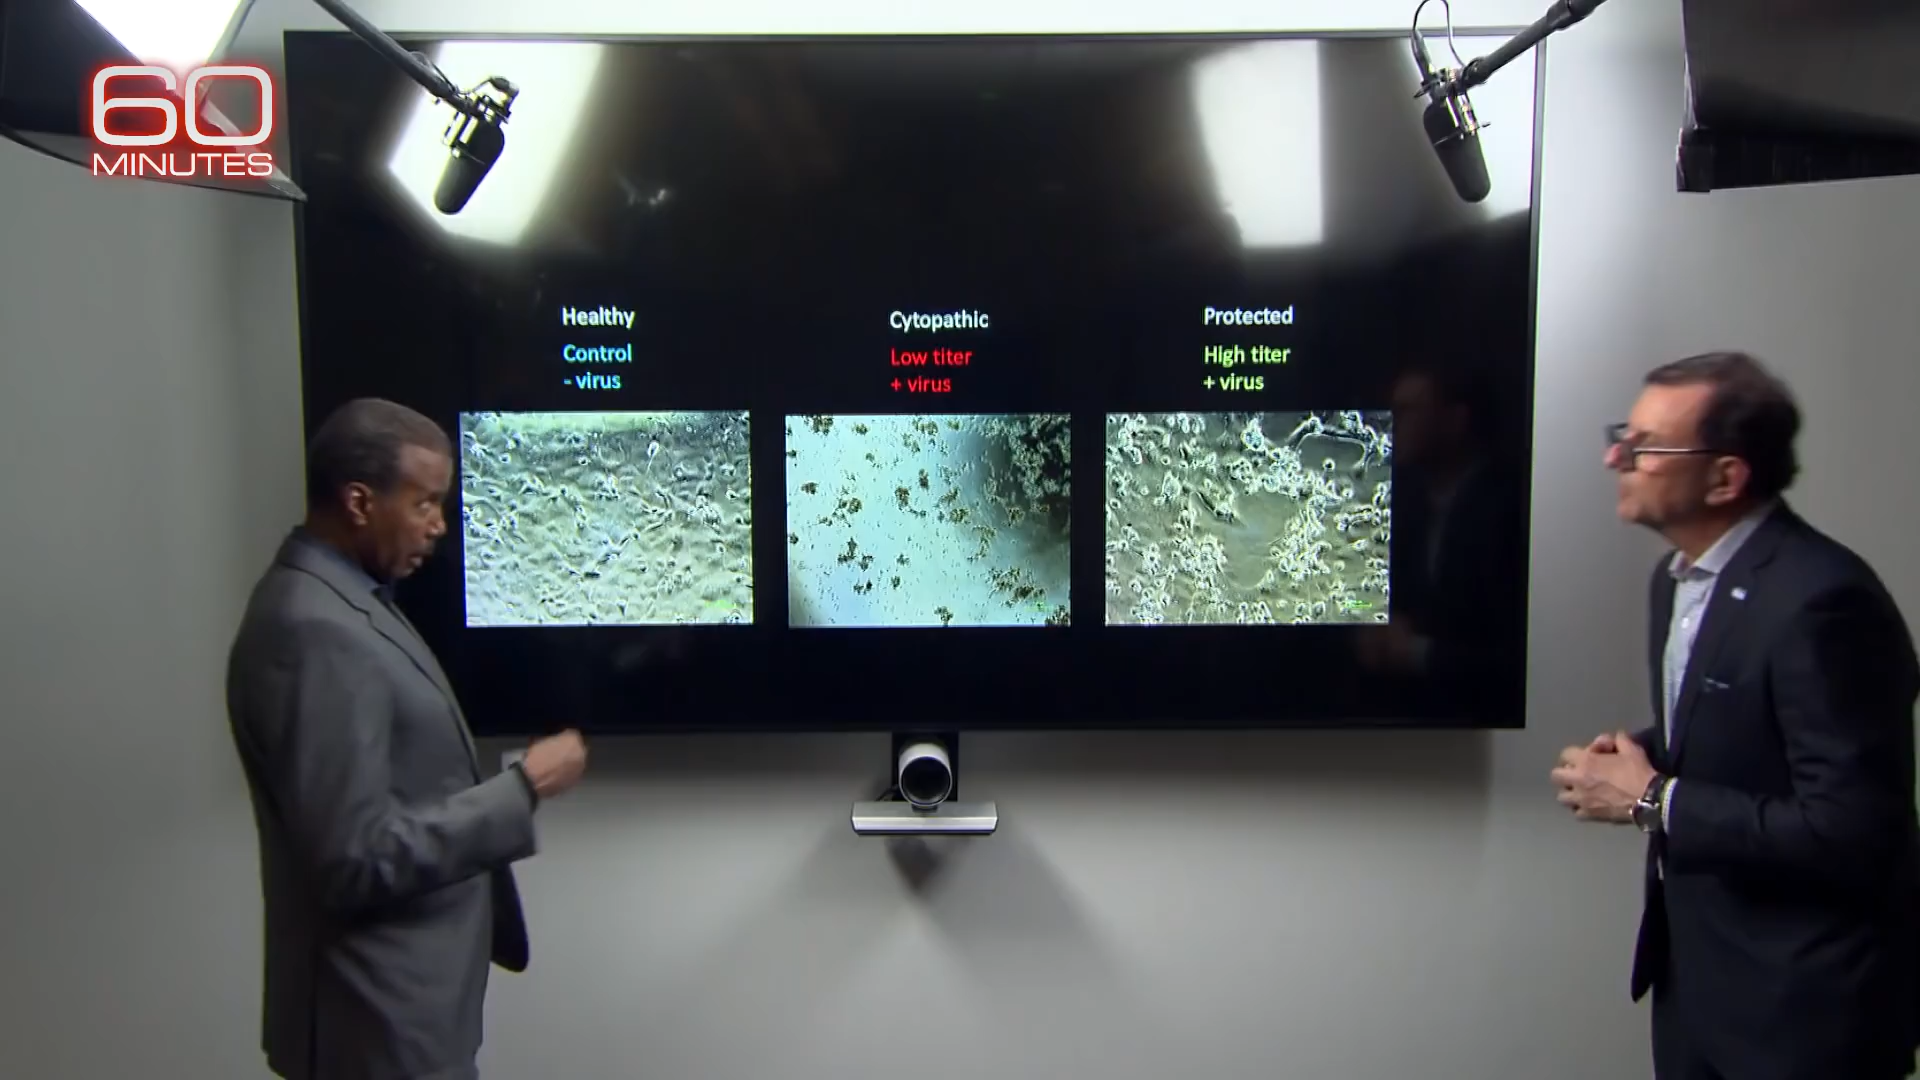 60
MINUTES
Healthy
Control
- virus
Cytopathic
Low titer
+ virus
Protected
High titer
+ virus